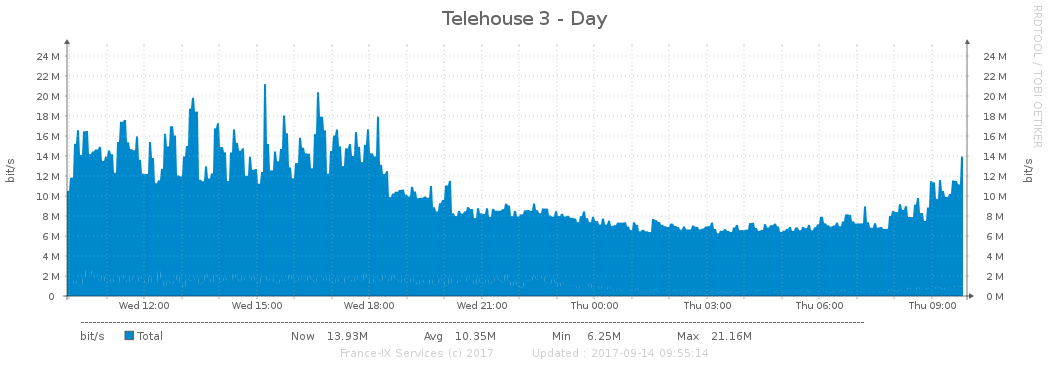 Telehouse 3 - Day
RRDTOOL / TOBI OETIKER
bit/s
24 M 24 M
22 M 22 M
20 M 20 M
18 M 18 M
16 M 16 M
14 M 14 M
12 M 12 M
10 M 10 M
8 M 8 M
6 M 6 M
4 M 4 M
2 M 2 M
0 0 M
bit/s
Wed 12:00 Wed 15:00 Wed 18:00 Wed 21:00 Thu 00:00 Thu 03:00 Thu 06:00 Thu 09:00
bit/s Total Now 13.93M Avg 10.35M Min 6.25M Max 21.16M
France-IX Services (c) 2017 Updated : 2017-09-14 09:55:14